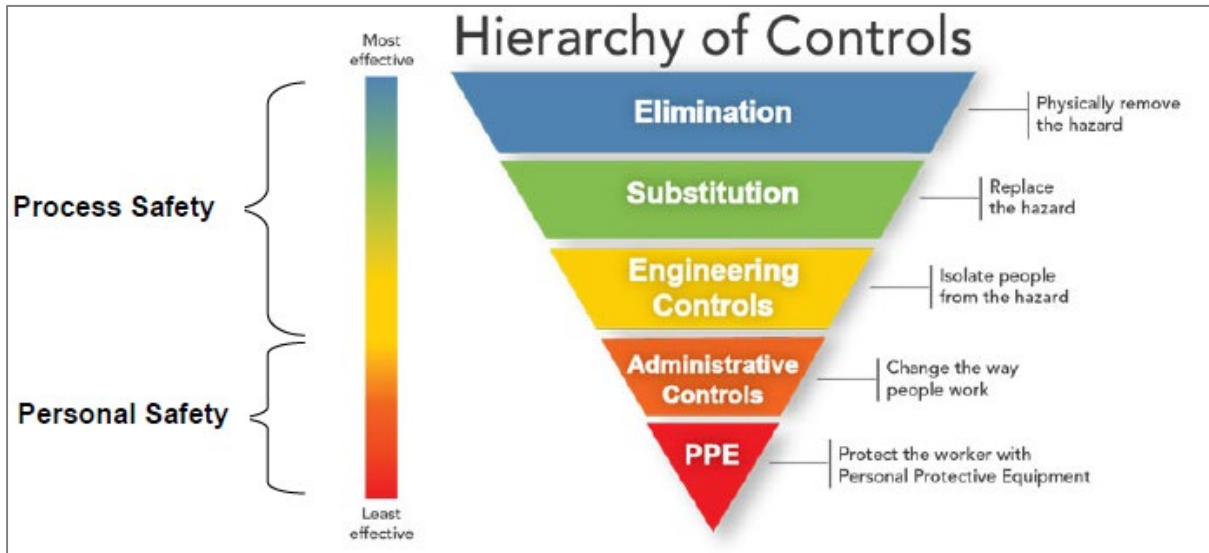 Hierarchy of Controls
Most
effective
Process Safety
Personal Safety
Least
effective
Elimination
Physically remove
the hazard
Substitution
Replace
the hazard
Engineering
Controls
Isolate people
from the hazard
Administrative
Controls
Change the way
people work
PPE
Protect the worker with
Personal Protective Equipment